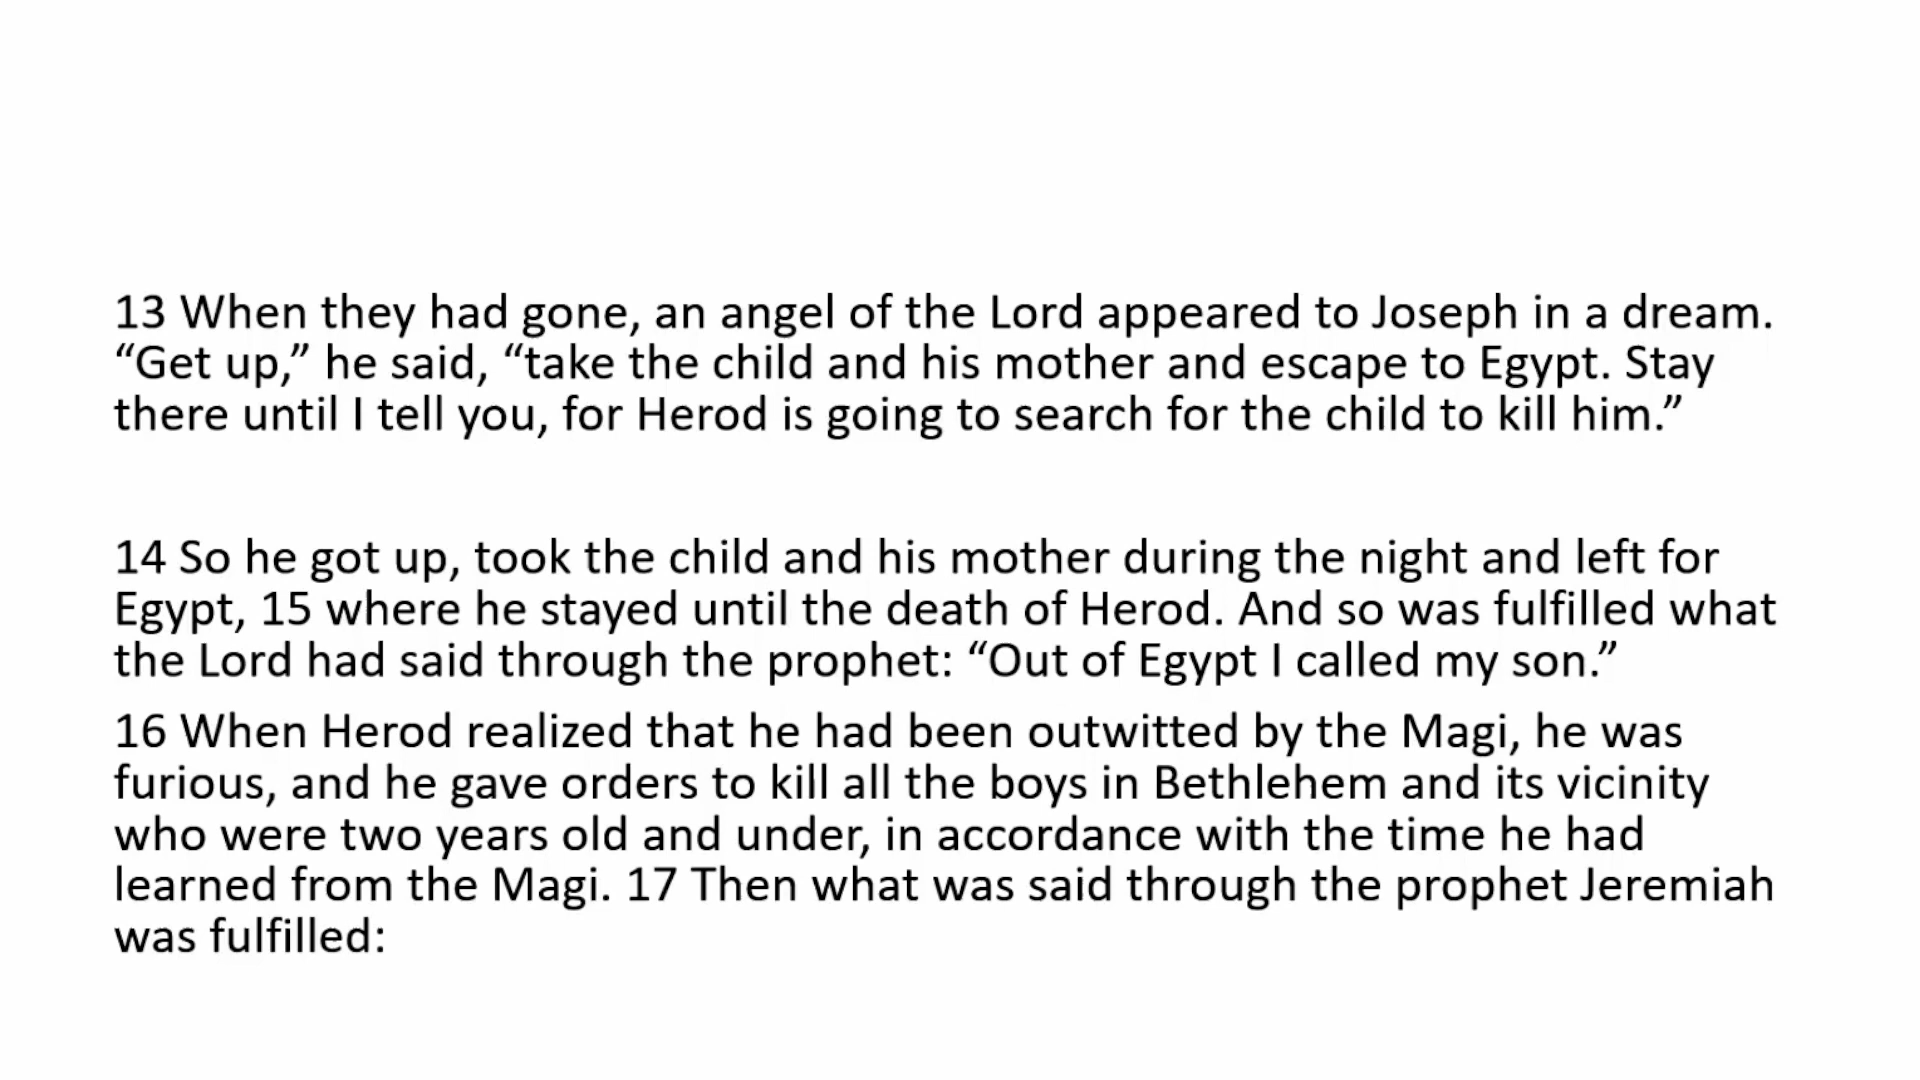 13 When they had gone, an angel of the Lord appeared to Joseph in a dream.
“Get up,” he said, “take the child and his mother and escape to Egypt. Stay
there until I tell you, for Herod is going to search for the child to kill him.”
14 So he got up, took the child and his mother during the night and left for
Egypt, 15 where he stayed until the death of Herod. And so was fulfilled what
the Lord had said through the prophet: “Out of Egypt I called my son.”
16 When Herod realized that he had been outwitted by the Magi, he was
furious, and he gave orders to kill all the boys in Bethlehem and its vicinity
who were two years old and under, in accordance with the time he had
learned from the Magi. 17 Then what was said through the prophet Jeremiah
was fulfilled: